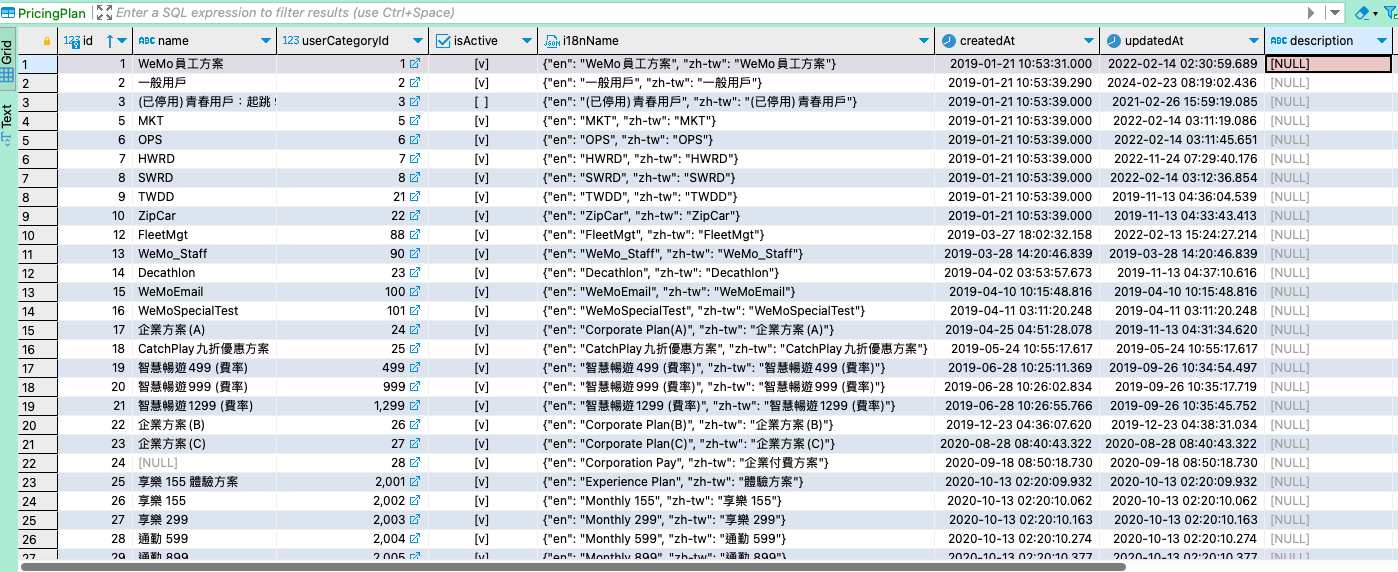 PricingPlan Enter a SQL expression to filter results (use Ctrl+Space)
Grid
Text
123 id ABC name 123 userCategoryId isActive JSON i18nName createdAt updatedAt ABC description
1 1 WeMo員工方案 1 [v] {"en": "WeMo員工方案", "zh-tw": "WeMo員工方案"} 2019-01-21 10:53:31.000 2022-02-14 02:30:59.689 [NULL]
2 2 一般用戶 2 [v] {"en": "一般用戶", "zh-tw": "一般用戶"} 2019-01-21 10:53:39.290 2024-02-23 08:19:02.436 [NULL]
3 3 (已停用) 青春用戶：起跳 3 [ ] {"en": "(已停用) 青春用戶", "zh-tw": "(已停用) 青春用戶"} 2019-01-21 10:53:39.000 2021-02-26 15:59:19.085 [NULL]
4 5 MKT 5 [v] {"en": "MKT", "zh-tw": "MKT"} 2019-01-21 10:53:39.000 2022-02-14 03:11:19.086 [NULL]
5 6 OPS 6 [v] {"en": "OPS", "zh-tw": "OPS"} 2019-01-21 10:53:39.000 2022-02-14 03:11:45.651 [NULL]
6 7 HWRD 7 [v] {"en": "HWRD", "zh-tw": "HWRD"} 2019-01-21 10:53:39.000 2022-11-24 07:29:40.176 [NULL]
7 8 SWRD 8 [v] {"en": "SWRD", "zh-tw": "SWRD"} 2019-01-21 10:53:39.000 2022-02-14 03:12:36.854 [NULL]
8 9 TWDD 21 [v] {"en": "TWDD", "zh-tw": "TWDD"} 2019-01-21 10:53:39.000 2019-11-13 04:36:04.539 [NULL]
9 10 ZipCar 22 [v] {"en": "ZipCar", "zh-tw": "ZipCar"} 2019-01-21 10:53:39.000 2019-11-13 04:33:43.413 [NULL]
10 12 FleetMgt 88 [v] {"en": "FleetMgt", "zh-tw": "FleetMgt"} 2019-03-27 18:02:32.158 2022-02-13 15:24:27.214 [NULL]
11 13 WeMo_Staff 90 [v] {"en": "WeMo_Staff", "zh-tw": "WeMo_Staff"} 2019-03-28 14:20:46.839 2019-03-28 14:20:46.839 [NULL]
12 14 Decathlon 23 [v] {"en": "Decathlon", "zh-tw": "Decathlon"} 2019-04-02 03:53:57.673 2019-11-13 04:37:10.616 [NULL]
13 15 WeMoEmail 100 [v] {"en": "WeMoEmail", "zh-tw": "WeMoEmail"} 2019-04-10 10:15:48.816 2019-04-10 10:15:48.816 [NULL]
14 16 WeMoSpecialTest 101 [v] {"en": "WeMoSpecialTest", "zh-tw": "WeMoSpecialTest"} 2019-04-11 03:11:20.248 2019-04-11 03:11:20.248 [NULL]
15 17 企業方案(A) 24 [v] {"en": "Corporate Plan(A)", "zh-tw": "企業方案(A)"} 2019-04-25 04:51:28.078 2019-11-13 04:31:34.620 [NULL]
16 18 CatchPlay九折優惠方案 25 [v] {"en": "CatchPlay九折優惠方案", "zh-tw": "CatchPlay九折優惠方案"} 2019-05-24 10:55:17.617 2019-05-24 10:55:17.617 [NULL]
17 19 智慧暢遊499 (費率) 499 [v] {"en": "智慧暢遊499 (費率)", "zh-tw": "智慧暢遊499 (費率)"} 2019-06-28 10:25:11.369 2019-09-26 10:34:54.497 [NULL]
18 20 智慧暢遊999 (費率) 999 [v] {"en": "智慧暢遊999 (費率)", "zh-tw": "智慧暢遊999 (費率)"} 2019-06-28 10:26:02.834 2019-09-26 10:35:17.719 [NULL]
19 21 智慧暢遊1299 (費率) 1,299 [v] {"en": "智慧暢遊1299 (費率)", "zh-tw": "智慧暢遊1299 (費率)"} 2019-06-28 10:26:55.766 2019-09-26 10:35:45.752 [NULL]
20 22 企業方案(B) 26 [v] {"en": "Corporate Plan(B)", "zh-tw": "企業方案(B)"} 2019-12-23 04:36:07.620 2019-12-23 04:38:31.034 [NULL]
21 23 企業方案(C) 27 [v] {"en": "Corporate Plan(C)", "zh-tw": "企業方案(C)"} 2020-08-28 08:40:43.322 2020-08-28 08:40:43.322 [NULL]
22 24 [NULL] 28 [v] {"en": "Corporation Pay", "zh-tw": "企業付費方案"} 2020-09-18 08:50:18.730 2020-09-18 08:50:18.730 [NULL]
23 25 享樂 155 體驗方案 2,001 [v] {"en": "Experience Plan", "zh-tw": "體驗方案"} 2020-10-13 02:20:09.932 2020-10-13 02:20:09.932 [NULL]
24 26 享樂 155 2,002 [v] {"en": "Monthly 155", "zh-tw": "享樂 155"} 2020-10-13 02:20:10.062 2020-10-13 02:20:10.062 [NULL]
25 27 享樂 299 2,003 [v] {"en": "Monthly 299", "zh-tw": "享樂 299"} 2020-10-13 02:20:10.163 2020-10-13 02:20:10.163 [NULL]
26 28 通勤 599 2,004 [v] {"en": "Monthly 599", "zh-tw": "通勤 599"} 2020-10-13 02:20:10.274 2020-10-13 02:20:10.274 [NULL]
27 29 通勤 899 2,005 [v] {"en": "Monthly 899", "zh-tw": "通勤 899"} 2020-10-13 02:20:10.377 2020-10-13 02:20:10.377 [NULL]